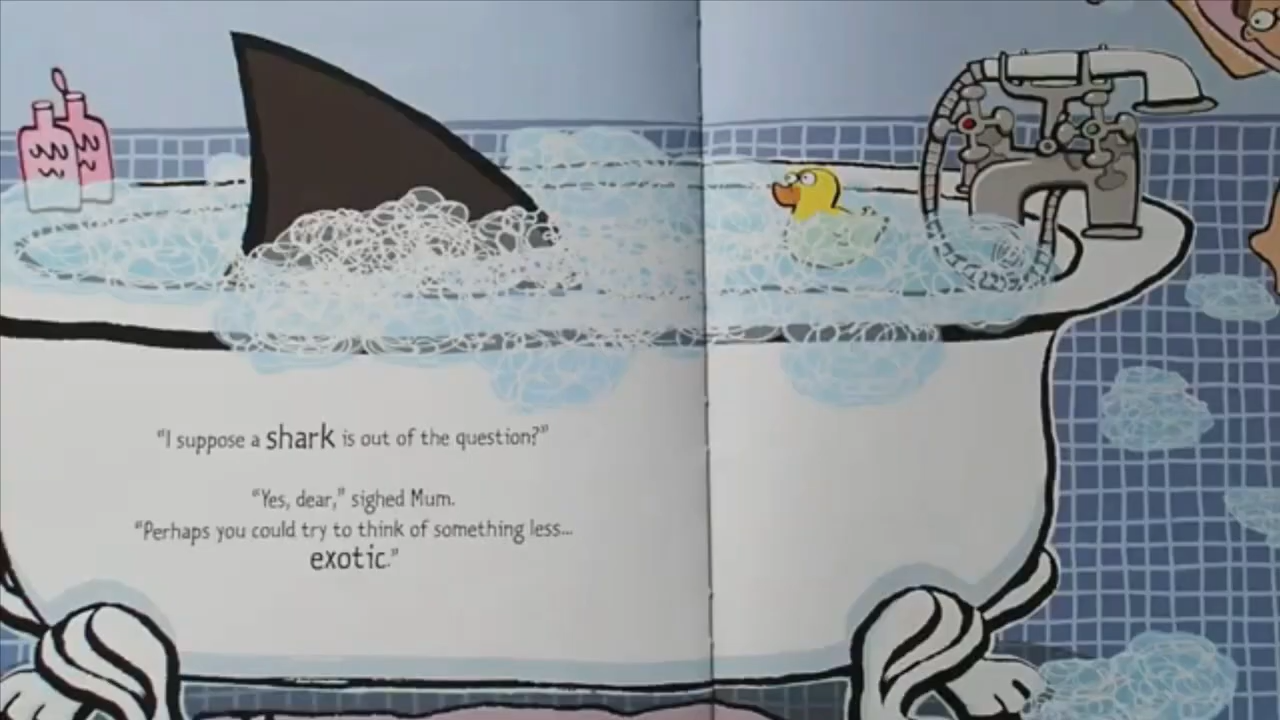 “I suppose a shark is out of the question?”
“Yes, dear,” sighed Mum.
“Perhaps you could try to think of something less...
exotic.”